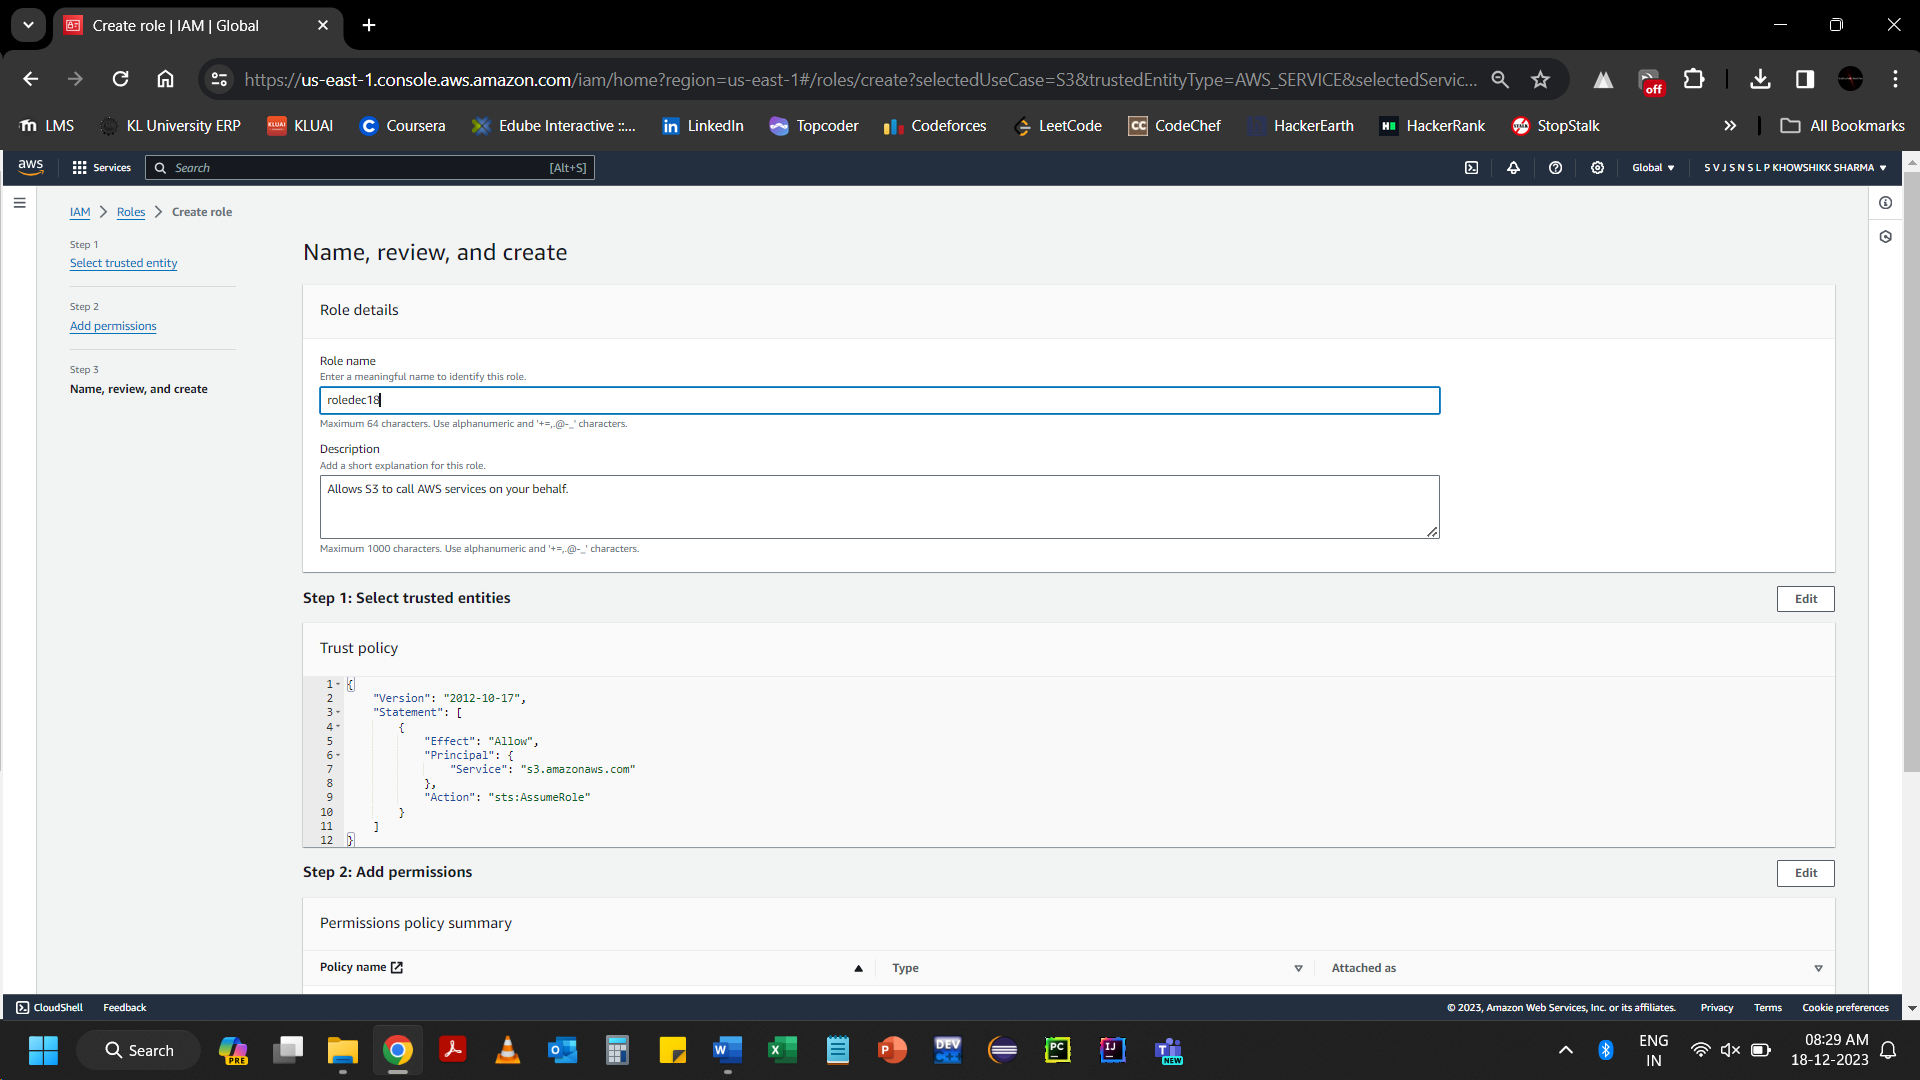 Create role | IAM | Global
https://us-east-1.console.aws.amazon.com/iam/home?region=us-east-1#/roles/create?selectedUseCase=S3&trustedEntityType=AWS_SERVICE&selectedServic...
off
LMS
KL University ERP
KLUAI KLUAI
Coursera
Edube Interactive ::...
in LinkedIn
Topcoder
Codeforces
LeetCode
CC CodeChef
HackerEarth
HackerRank
StopStalk
All Bookmarks
aws
Services
Search
[Alt+S]
Global
S V J S N S L P KHOWSHIKK SHARMA
IAM
Roles
Create role
Step 1
Select trusted entity
Step 2
Add permissions
Step 3
Name, review, and create
Name, review, and create
Role details
Role name
Enter a meaningful name to identify this role.
roledec18
Maximum 64 characters. Use alphanumeric and '+=,.@-_' characters.
Description
Add a short explanation for this role.
Allows S3 to call AWS services on your behalf.
Maximum 1000 characters. Use alphanumeric and '+=,.@-_' characters.
Step 1: Select trusted entities
Edit
Trust policy
1 {
2 "Version": "2012-10-17",
3 "Statement": [
4 {
5 "Effect": "Allow",
6 "Principal": {
7 "Service": "s3.amazonaws.com"
8 },
9 "Action": "sts:AssumeRole"
10 }
11 ]
12 }
Step 2: Add permissions
Edit
Permissions policy summary
Policy name
Type
Attached as
CloudShell
Feedback
© 2023, Amazon Web Services, Inc. or its affiliates.
Privacy
Terms
Cookie preferences
Search
PRE
DEV
C++
PC
IJ
NEW
ENG
IN
08:29 AM
18-12-2023